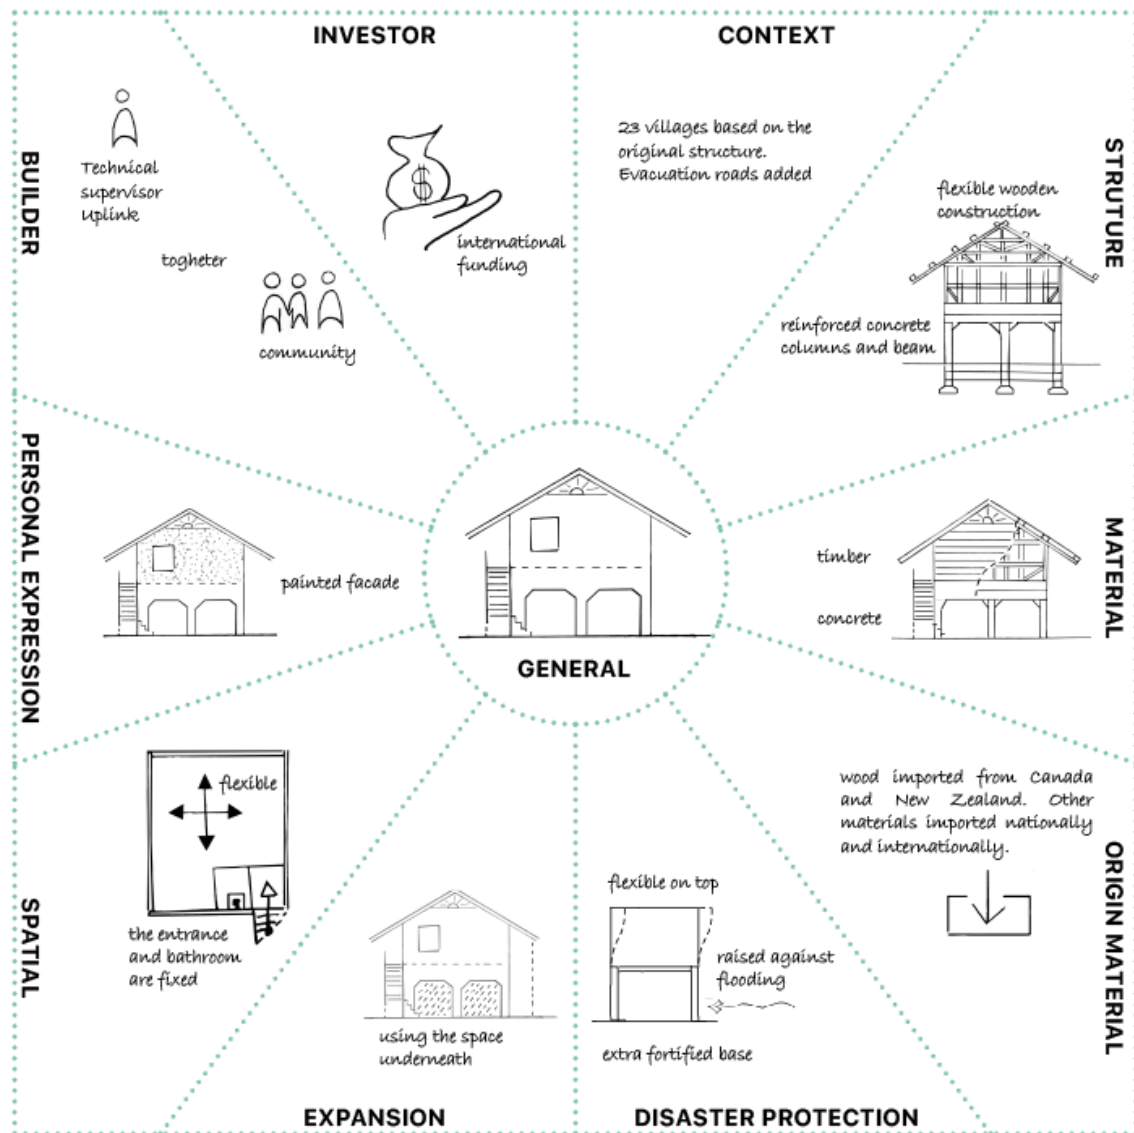 INVESTOR
CONTEXT
BUILDER
Technical
supervisor
Uplink
togheter
community
international
funding
23 villages based on the
original structure.
Evacuation roads added
STRUTURE
flexible wooden
construction
reinforced concrete
columns and beam
PERSONAL EXPRESSION
painted facade
$
GENERAL
MATERIAL
timber
concrete
SPATIAL
flexible
the entrance
and bathroom
are fixed
EXPANSION
using the space
underneath
DISASTER PROTECTION
flexible on top
raised against
flooding
extra fortified base
ORIGIN MATERIAL
wood imported from Canada
and New Zealand. Other
materials imported nationally
and internationally.